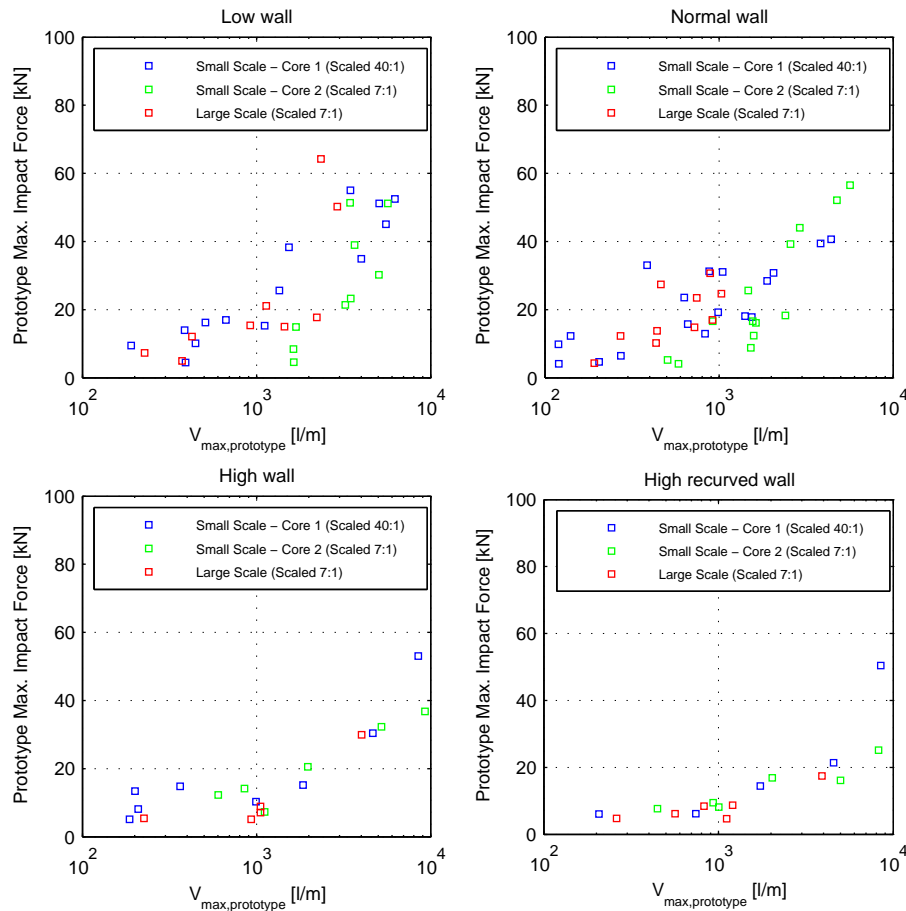 Low wall
Small Scale − Core 1 (Scaled 40:1)
Small Scale − Core 2 (Scaled 7:1)
Large Scale (Scaled 7:1)
Prototype Max. Impact Force [kN]
100
80
60
40
20
0
10^2
10^3
10^4
V_max,prototype [l/m]
Normal wall
Small Scale − Core 1 (Scaled 40:1)
Small Scale − Core 2 (Scaled 7:1)
Large Scale (Scaled 7:1)
Prototype Max. Impact Force [kN]
100
80
60
40
20
0
10^2
10^3
10^4
V_max,prototype [l/m]
High wall
Small Scale − Core 1 (Scaled 40:1)
Small Scale − Core 2 (Scaled 7:1)
Large Scale (Scaled 7:1)
Prototype Max. Impact Force [kN]
100
80
60
40
20
0
10^2
10^3
10^4
V_max,prototype [l/m]
High recurved wall
Small Scale − Core 1 (Scaled 40:1)
Small Scale − Core 2 (Scaled 7:1)
Large Scale (Scaled 7:1)
Prototype Max. Impact Force [kN]
100
80
60
40
20
0
10^2
10^3
10^4
V_max,prototype [l/m]